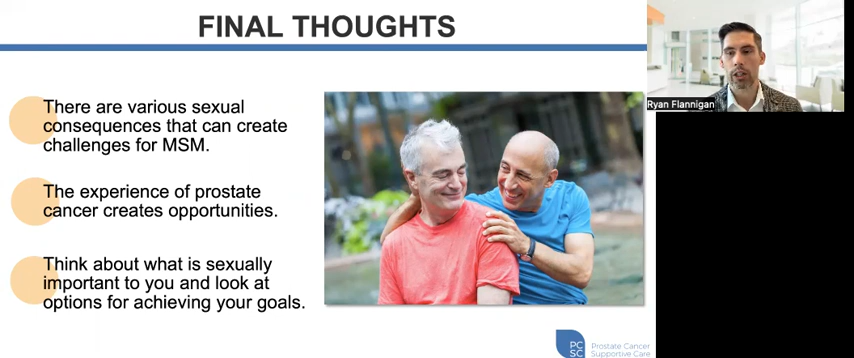 FINAL THOUGHTS
There are various sexual
consequences that can create
challenges for MSM.
The experience of prostate
cancer creates opportunities.
Think about what is sexually
important to you and look at
options for achieving your goals.
Ryan Flannigan
PC
SC
Prostate Cancer
Supportive Care